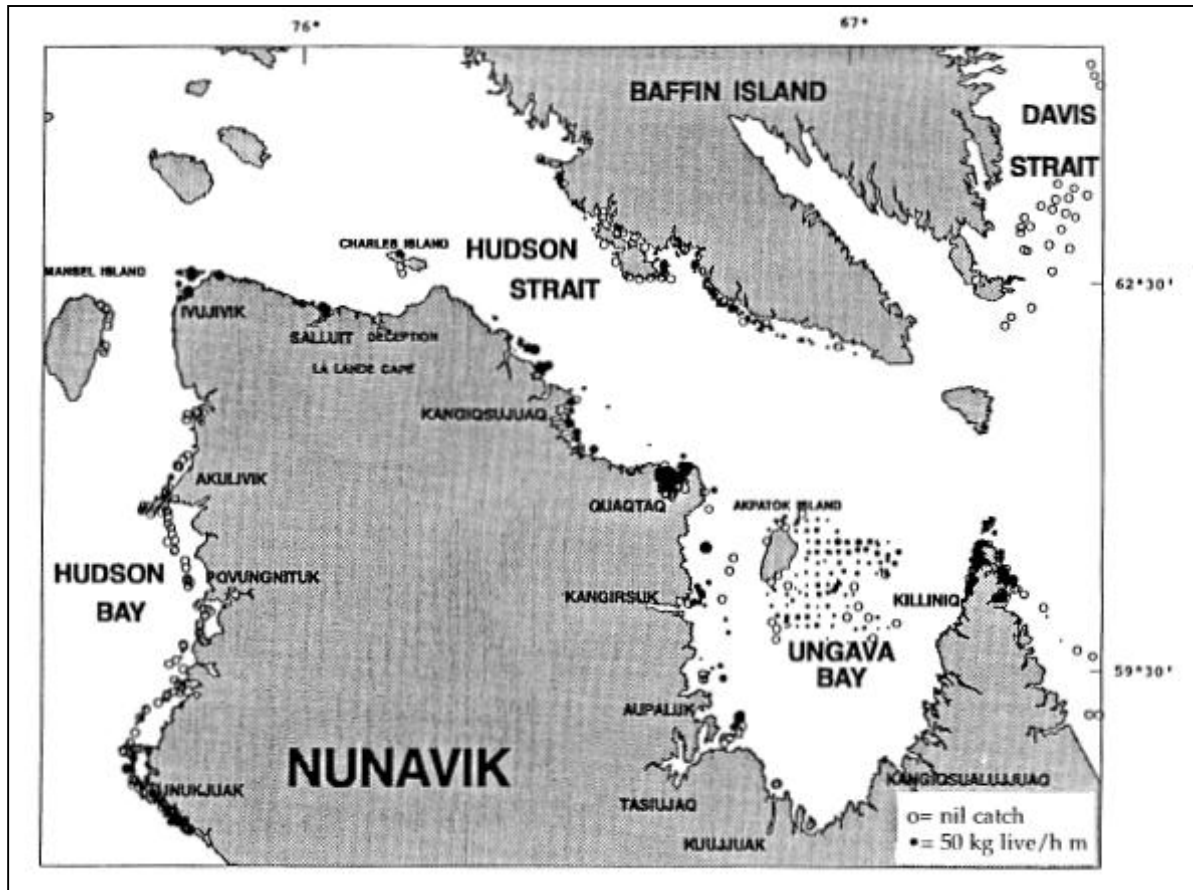 76°
67°
BAFFIN ISLAND
DAVIS
STRAIT
CHARLES ISLAND
HUDSON
STRAIT
MANSEL ISLAND
62°30'
IVUJIVIK
SALLUIT
DECEPTION
LA LANDE CAPE
KANGIQSUJUAQ
AKULIVIK
QUAQTAQ
AKPATOK ISLAND
HUDSON
BAY
POVUNGNITUK
KANGIRSUK
KILLINIQ
UNGAVA
BAY
59°30'
AUPALUK
NUNAVIK
INUKJUAK
KANGIQSUALUJJUAQ
TASIUJAQ
KUUJJUAK
o= nil catch
•= 50 kg live/h m